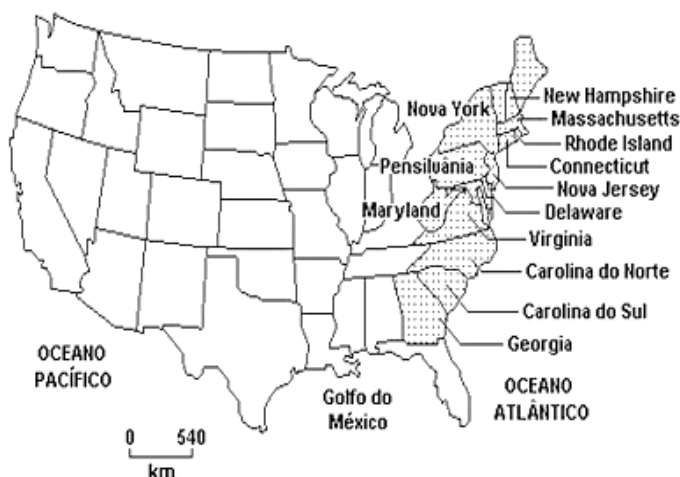 Nova York
New Hampshire
Massachusetts
Rhode Island
Pensilvânia
Connecticut
Nova Jersey
Maryland
Delaware
Virginia
Carolina do Norte
Carolina do Sul
Georgia
OCEANO
PACÍFICO
Golfo do
México
OCEANO
ATLÂNTICO
0 540
km